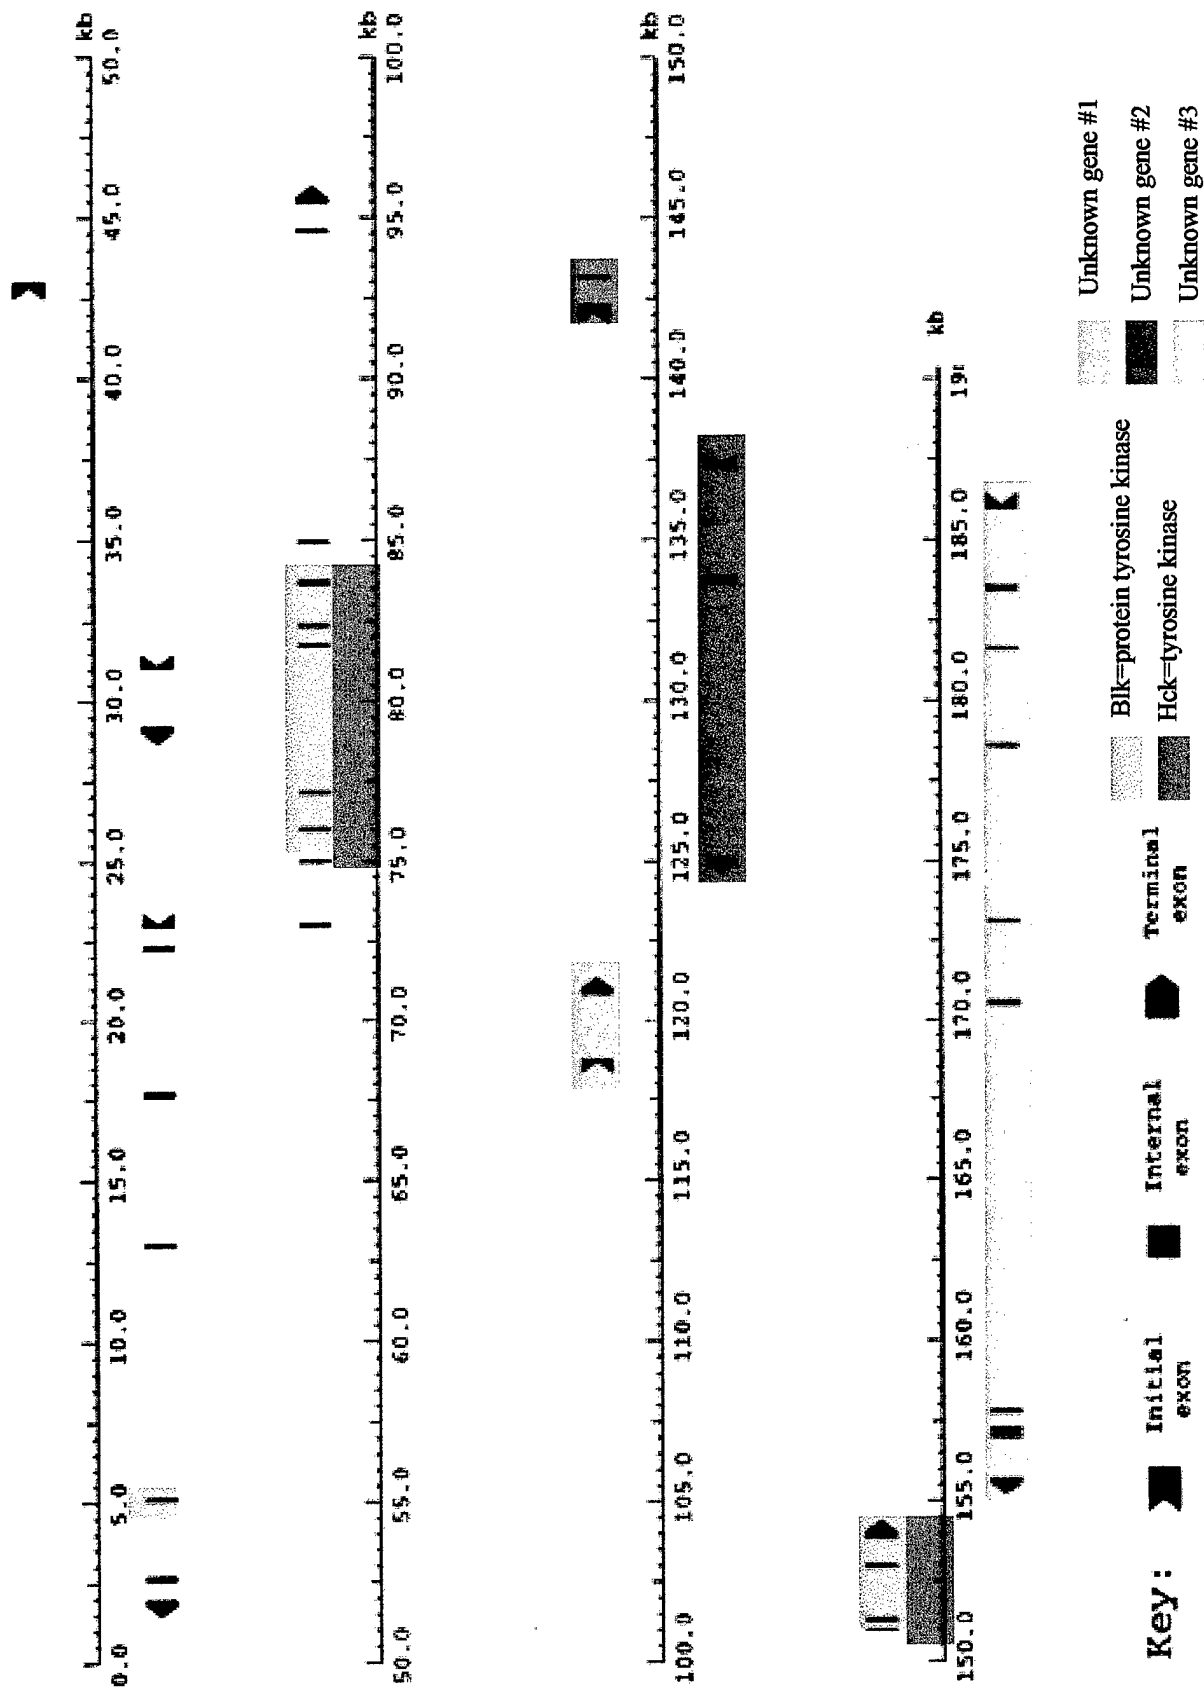 kb
0.0 5.0 10.0 15.0 20.0 25.0 30.0 35.0 40.0 45.0 50.0
kb
50.0 55.0 60.0 65.0 70.0 75.0 80.0 85.0 90.0 95.0 100.0
kb
100.0 105.0 110.0 115.0 120.0 125.0 130.0 135.0 140.0 145.0 150.0
kb
150.0 155.0 160.0 165.0 170.0 175.0 180.0 185.0
Key:
Initial
exon
Internal
exon
Terminal
exon
Blk=protein tyrosine kinase
Hck=tyrosine kinase
Unknown gene #1
Unknown gene #2
Unknown gene #3